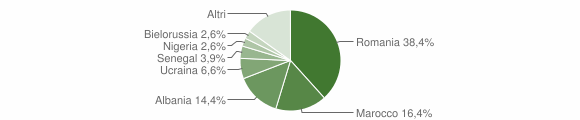 Altri
Bielorussia 2,6%
Nigeria 2,6%
Senegal 3,9%
Ucraina 6,6%
Albania 14,4%
Romania 38,4%
Marocco 16,4%